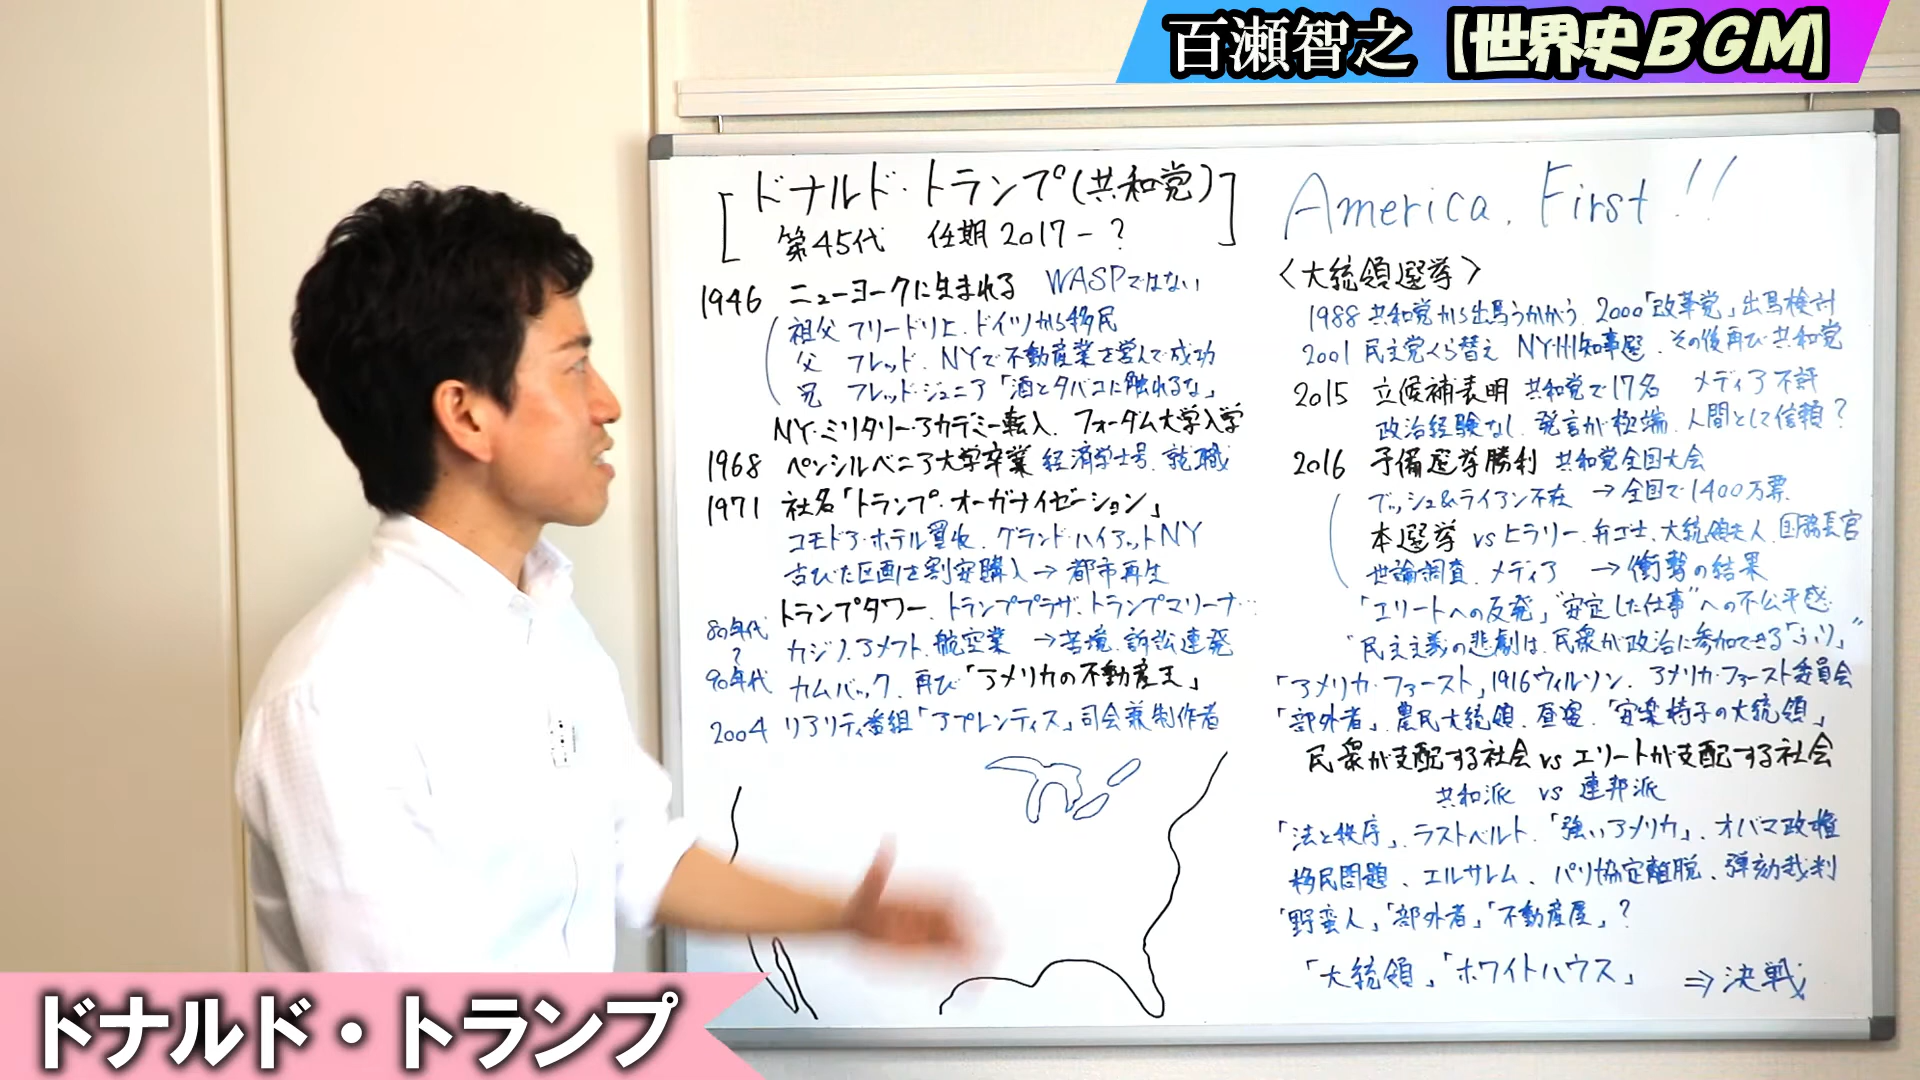 百瀬智之【世界史BGM】
ドナルド・トランプ(共和党)
第45代 任期2017-?
1946 ニューヨークに生まれる WASPではない
祖父 フリードリヒ、ドイツから移民
父 フレッド、NYで不動産業を営んで成功
兄 フレッド・ジュニア「酒とタバコに触れるな」
NY・ミリタリーアカデミー転入、フォーダム大学入学
1968 ペンシルベニア大学卒業 経済学士号、就職
1971 社名「トランプ・オーガナイゼーション」
コモドア・ホテル買収、グランド・ハイアットNY
古びた区画を割安購入→都市再生
トランプタワー、トランププラザ、トランプマリーナ…
80年代
カジノ、アメフト、航空業 →苦境、訴訟連発
90年代 カムバック、再び「アメリカの不動産王」
2004 リアリティ番組「アプレンティス」司会兼制作者
America, First!!
〈大統領選挙〉
1988 共和党から出馬うかがう、2000「改革党」出馬検討
2001 民主党くら替え NY州知事選、その後再び共和党
2015 立候補表明 共和党で17名 メディア不評
政治経験なし、発言が極端、人間として信頼?
2016 予備選挙勝利 共和党全国大会
ブッシュ&ライアン不在 →全国で1400万票
本選挙 vsヒラリー、弁護士、大統領夫人、国務長官
世論調査、メディア →衝撃の結果
「エリートへの反発」"安定した仕事"への不公平感
"民主主義の悲劇は、民衆が政治に参加できる「ふり」"
「アメリカ・ファースト」1916ウィルソン、アメリカ・ファースト委員会
「部外者」、農民大統領、昼寝、「安楽椅子の大統領」
民衆が支配する社会vsエリートが支配する社会
共和派 vs 連邦派
「法と秩序」、ラストベルト、「強いアメリカ」、オバマ政権
移民問題、エルサレム、パリ協定離脱、弾劾裁判
「野蛮人」「部外者」「不動産屋」?
「大統領」「ホワイトハウス」 ⇒決戦
ドナルド・トランプ